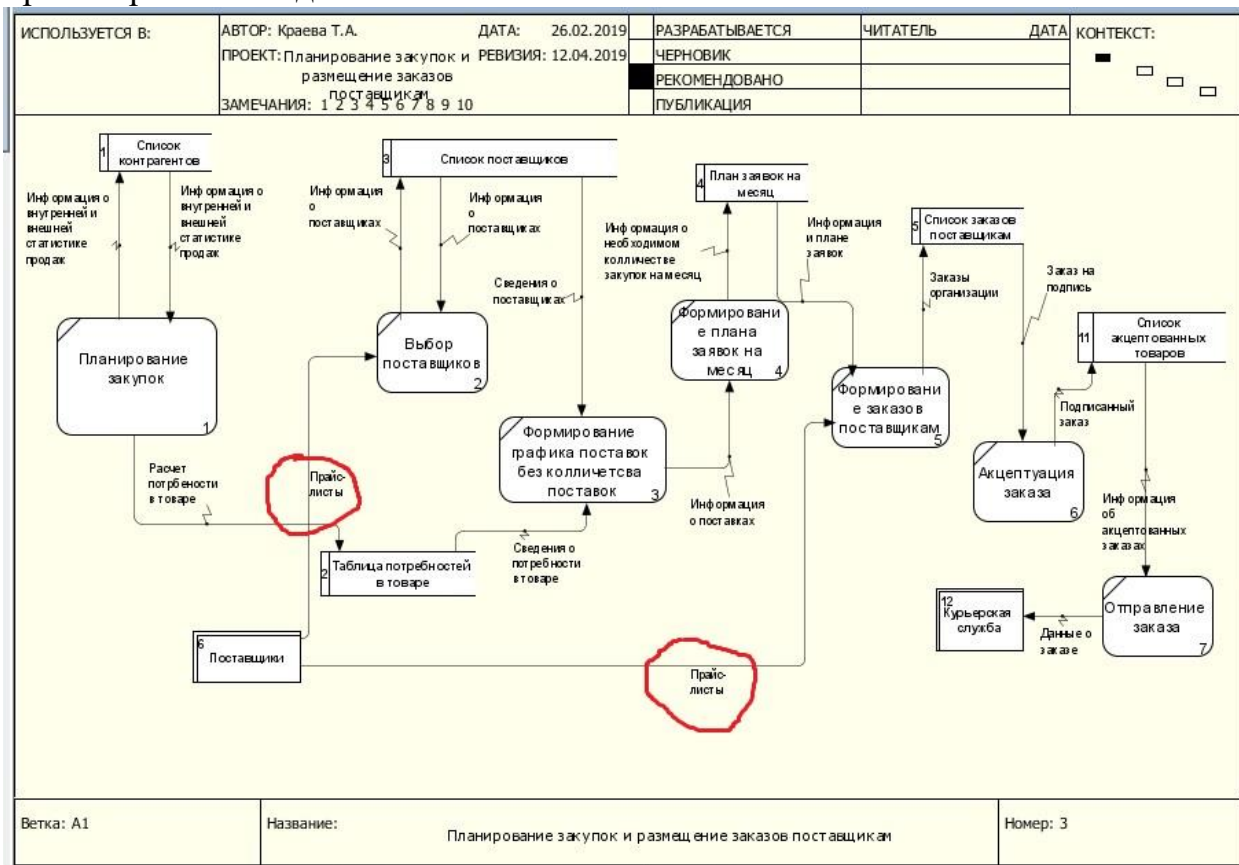 ИСПОЛЬЗУЕТСЯ В:
АВТОР: Краева Т.А.
ДАТА: 26.02.2019
ПРОЕКТ: Планирование закупок и
размещение заказов
поставщикам
РЕВИЗИЯ: 12.04.2019
ЗАМЕЧАНИЯ: 1 2 3 4 5 6 7 8 9 10
РАЗРАБАТЫВАЕТСЯ
ЧЕРНОВИК
РЕКОМЕНДОВАНО
ПУБЛИКАЦИЯ
ЧИТАТЕЛЬ
ДАТА
КОНТЕКСТ:
1
Список
контрагентов
3
Список поставщиков
4
План заявок на
месяц
5
Список заказов
поставщикам
Информация о
внутренней и
внешней
статистике
продаж
Информация о
внутренней и
внешней
статистике
продаж
Информация
о
поставщиках
Информация
о
поставщиках
Сведения о
поставщиках
Информация о
необходимом
колличестве
закупок на месяц
Информация
и плане
заявок
Заказы
организации
Заказ на
подпись
11
Список
акцептованных
товаров
Планирование
закупок
1
Выбор
поставщиков
2
Формировани
е плана
заявок на
месяц
4
Формировани
е заказов
поставщикам
5
Подписанный
заказ
Формирование
графика поставок
без колличетсва
поставок
3
Акцептуация
заказа
6
Расчет
потрбености
в товаре
Прайс-
листы
Информация
о поставках
Информация
об
акцептованных
заказах
2
Таблица потребностей
в товаре
Сведения о
потребности
в товаре
6
Поставщики
Прайс-
листы
12
Курьерская
служба
Данные о
заказе
Отправление
заказа
7
Ветка: A1
Название:
Планирование закупок и размещение заказов поставщикам
Номер: 3